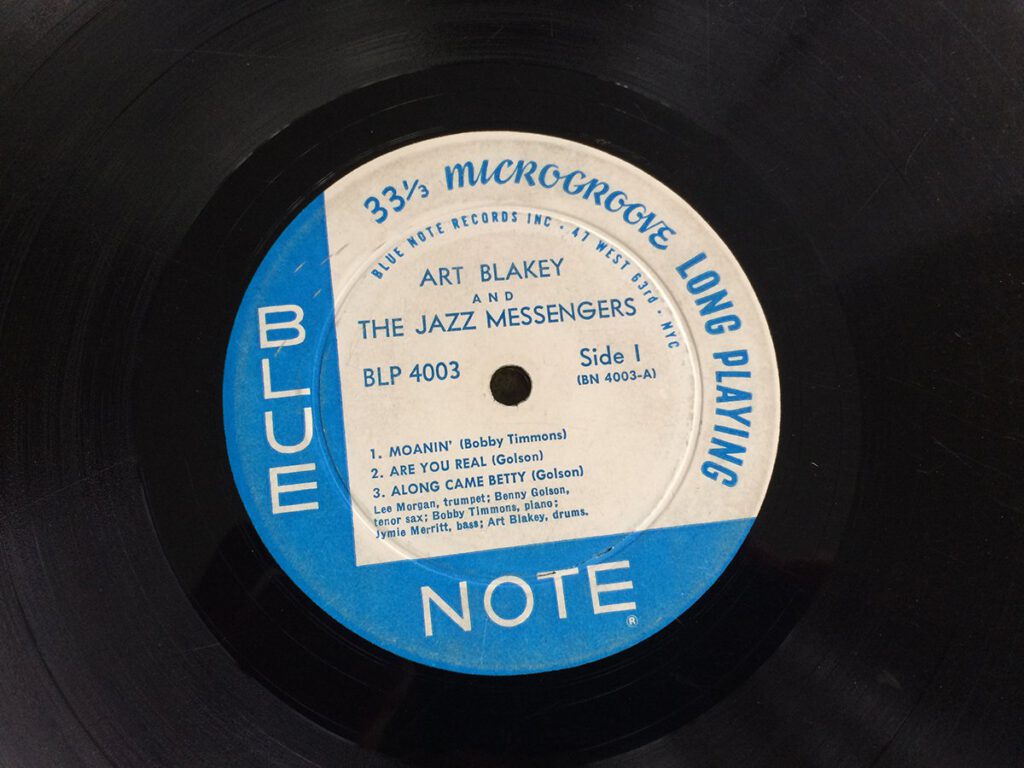 33⅓ MICROGROOVE LONG PLAYING
BLUE NOTE RECORDS INC • 47 WEST 63rd • NYC
ART BLAKEY
AND
THE JAZZ MESSENGERS
BLP 4003
Side 1
(BN 4003-A)
1. MOANIN' (Bobby Timmons)
2. ARE YOU REAL (Golson)
3. ALONG CAME BETTY (Golson)
Lee Morgan, trumpet; Benny Golson,
tenor sax; Bobby Timmons, piano;
Jymie Merritt, bass; Art Blakey, drums.
BLUE
NOTE ®